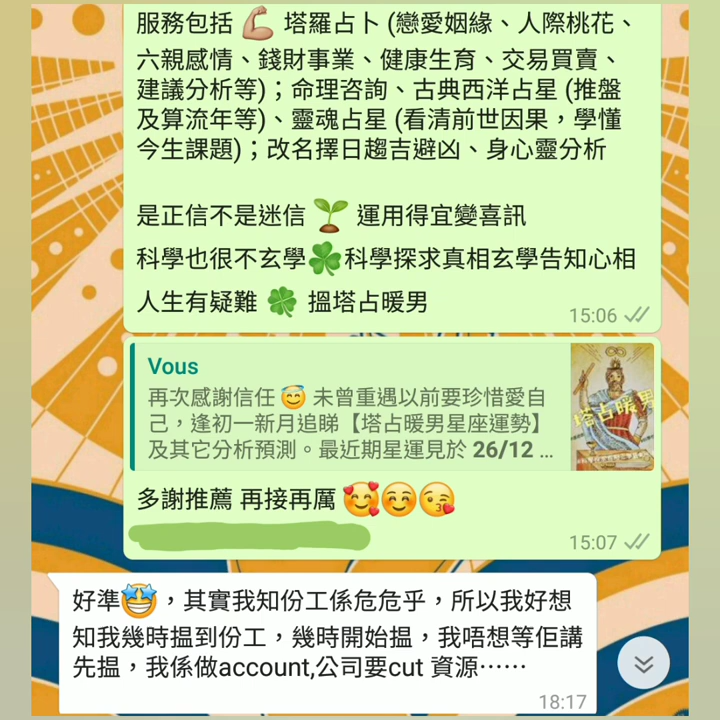 服務包括 💪🏼 塔羅占卜 (戀愛姻緣、人際桃花、
六親感情、錢財事業、健康生育、交易買賣、
建議分析等)；命理咨詢、古典西洋占星 (推盤
及算流年等)、靈魂占星 (看清前世因果，學懂
今生課題)；改名擇日趨吉避凶、身心靈分析
是正信不是迷信 🌱 運用得宜變喜訊
科學也很不玄學🍀科學探求真相玄學告知心相
人生有疑難 🍀 搵塔占暖男
15:06
Vous
再次感謝信任 😇 未曾重遇以前要珍惜愛自
己，逢初一新月追睇【塔占暖男星座運勢】
及其它分析預測。最近期星運見於 26/12 ...
塔占暖男
多謝推薦 再接再厲 🥰☺️😘
15:07
好準🤩，其實我知份工係危危乎，所以我好想
知我幾時搵到份工，幾時開始搵，我唔想等佢講
先搵，我係做account,公司要cut 資源⋯⋯
18:17